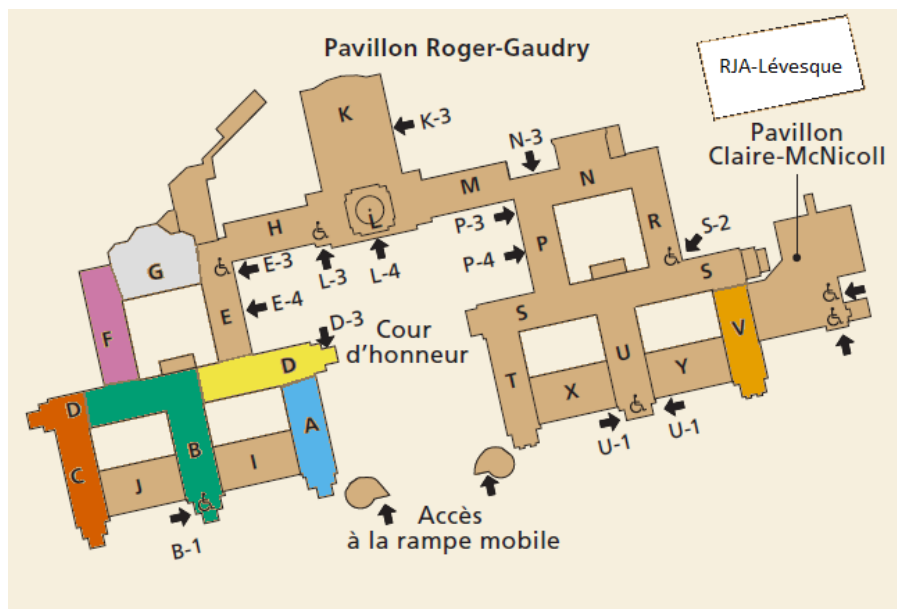 Pavillon Roger-Gaudry
RJA-Lévesque
K
K-3
Pavillon
Claire-McNicoll
N-3
M
N
H
L
P-3
R
S-2
G
E-3
L-3
L-4
P-4
P
S
E-4
E
D-3
S
F
Cour
d'honneur
V
D
U
T
Y
X
D
A
B
U-1
U-1
C
I
J
Accès
à la rampe mobile
B-1